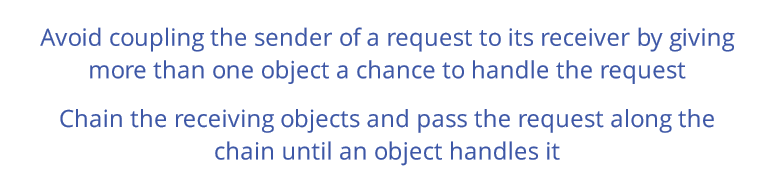 Avoid coupling the sender of a request to its receiver by giving
more than one object a chance to handle the request
Chain the receiving objects and pass the request along the
chain until an object handles it